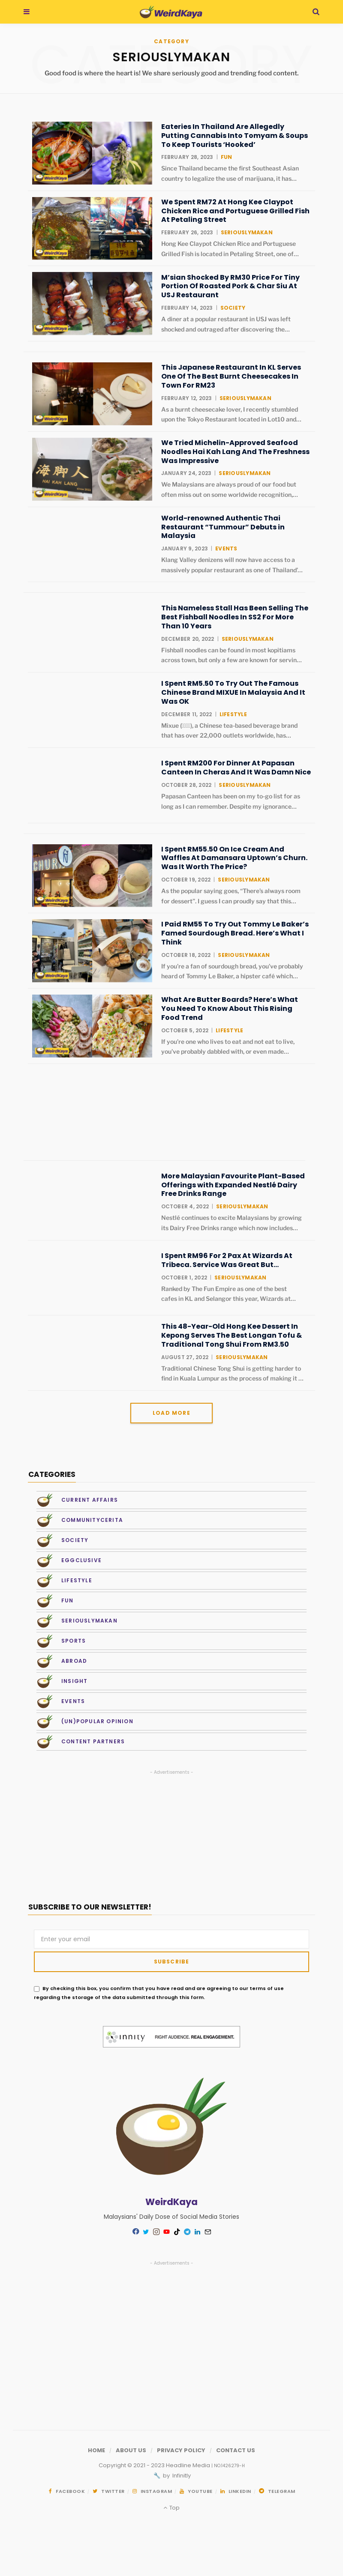 WeirdKaya
CATEGORY
SERIOUSLYMAKAN
Good food is where the heart is! We share seriously good and trending food content.
Eateries In Thailand Are Allegedly
Putting Cannabis Into Tomyam & Soups
To Keep Tourists ‘Hooked’
FEBRUARY 28, 2023 | FUN
Since Thailand became the first Southeast Asian
country to legalize the use of marijuana, it has…
WeirdKaya
We Spent RM72 At Hong Kee Claypot
Chicken Rice and Portuguese Grilled Fish
At Petaling Street
FEBRUARY 26, 2023 | SERIOUSLYMAKAN
Hong Kee Claypot Chicken Rice and Portuguese
Grilled Fish is located in Petaling Street, one of…
WeirdKaya
M’sian Shocked By RM30 Price For Tiny
Portion Of Roasted Pork & Char Siu At
USJ Restaurant
FEBRUARY 14, 2023 | SOCIETY
A diner at a popular restaurant in USJ was left
shocked and outraged after discovering the…
WeirdKaya
This Japanese Restaurant In KL Serves
One Of The Best Burnt Cheesecakes In
Town For RM23
FEBRUARY 12, 2023 | SERIOUSLYMAKAN
As a burnt cheesecake lover, I recently stumbled
upon the Tokyo Restaurant located in Lot10 and…
WeirdKaya
We Tried Michelin-Approved Seafood
Noodles Hai Kah Lang And The Freshness
Was Impressive
JANUARY 24, 2023 | SERIOUSLYMAKAN
We Malaysians are always proud of our food but
often miss out on some worldwide recognition,…
海脚人
HAI KAH LANG
WeirdKaya
World-renowned Authentic Thai
Restaurant “Tummour” Debuts in
Malaysia
JANUARY 9, 2023 | EVENTS
Klang Valley denizens will now have access to a
massively popular restaurant as one of Thailand’…
This Nameless Stall Has Been Selling The
Best Fishball Noodles In SS2 For More
Than 10 Years
DECEMBER 20, 2022 | SERIOUSLYMAKAN
Fishball noodles can be found in most kopitiams
across town, but only a few are known for servin…
I Spent RM5.50 To Try Out The Famous
Chinese Brand MIXUE IN Malaysia And It
Was OK
DECEMBER 11, 2022 | LIFESTYLE
Mixue (), a Chinese tea-based beverage brand
that has over 22,000 outlets worldwide, has…
I Spent RM200 For Dinner At Papasan
Canteen In Cheras And It Was Damn Nice
OCTOBER 28, 2022 | SERIOUSLYMAKAN
Papasan Canteen has been on my to-go list for as
long as I can remember. Despite my ignorance…
I Spent RM55.50 On Ice Cream And
Waffles At Damansara Uptown’s Churn.
Was It Worth The Price?
OCTOBER 19, 2022 | SERIOUSLYMAKAN
As the popular saying goes, “There’s always room
for dessert”. I guess I can proudly say that this…
WeirdKaya
I Paid RM55 To Try Out Tommy Le Baker’s
Famed Sourdough Bread. Here’s What I
Think
OCTOBER 18, 2022 | SERIOUSLYMAKAN
If you’re a fan of sourdough bread, you’ve probably
heard of Tommy Le Baker, a hipster café which…
WeirdKaya
What Are Butter Boards? Here’s What
You Need To Know About This Rising
Food Trend
OCTOBER 5, 2022 | LIFESTYLE
If you’re one who lives to eat and not eat to live,
you’ve probably dabbled with, or even made…
WeirdKaya
More Malaysian Favourite Plant-Based
Offerings with Expanded Nestlé Dairy
Free Drinks Range
OCTOBER 4, 2022 | SERIOUSLYMAKAN
Nestlé continues to excite Malaysians by growing
its Dairy Free Drinks range which now includes…
I Spent RM96 For 2 Pax At Wizards At
Tribeca. Service Was Great But…
OCTOBER 1, 2022 | SERIOUSLYMAKAN
Ranked by The Fun Empire as one of the best
cafes in KL and Selangor this year, Wizards at…
This 48-Year-Old Hong Kee Dessert In
Kepong Serves The Best Longan Tofu &
Traditional Tong Shui From RM3.50
AUGUST 27, 2022 | SERIOUSLYMAKAN
Traditional Chinese Tong Shui is getting harder to
find in Kuala Lumpur as the process of making it …
LOAD MORE
CATEGORIES
CURRENT AFFAIRS
COMMUNITYCERITA
SOCIETY
EGGCLUSIVE
LIFESTYLE
FUN
SERIOUSLYMAKAN
SPORTS
ABROAD
INSIGHT
EVENTS
(UN)POPULAR OPINION
CONTENT PARTNERS
- Advertisements -
SUBSCRIBE TO OUR NEWSLETTER!
Enter your email
SUBSCRIBE
By checking this box, you confirm that you have read and are agreeing to our terms of use
regarding the storage of the data submitted through this form.
innity RIGHT AUDIENCE. REAL ENGAGEMENT.
WeirdKaya
Malaysians' Daily Dose of Social Media Stories
- Advertisements -
HOME / ABOUT US / PRIVACY POLICY / CONTACT US
Copyright © 2021 - 2023 Headline Media
by Infinity
FACEBOOK TWITTER INSTAGRAM YOUTUBE LINKEDIN TELEGRAM
Top